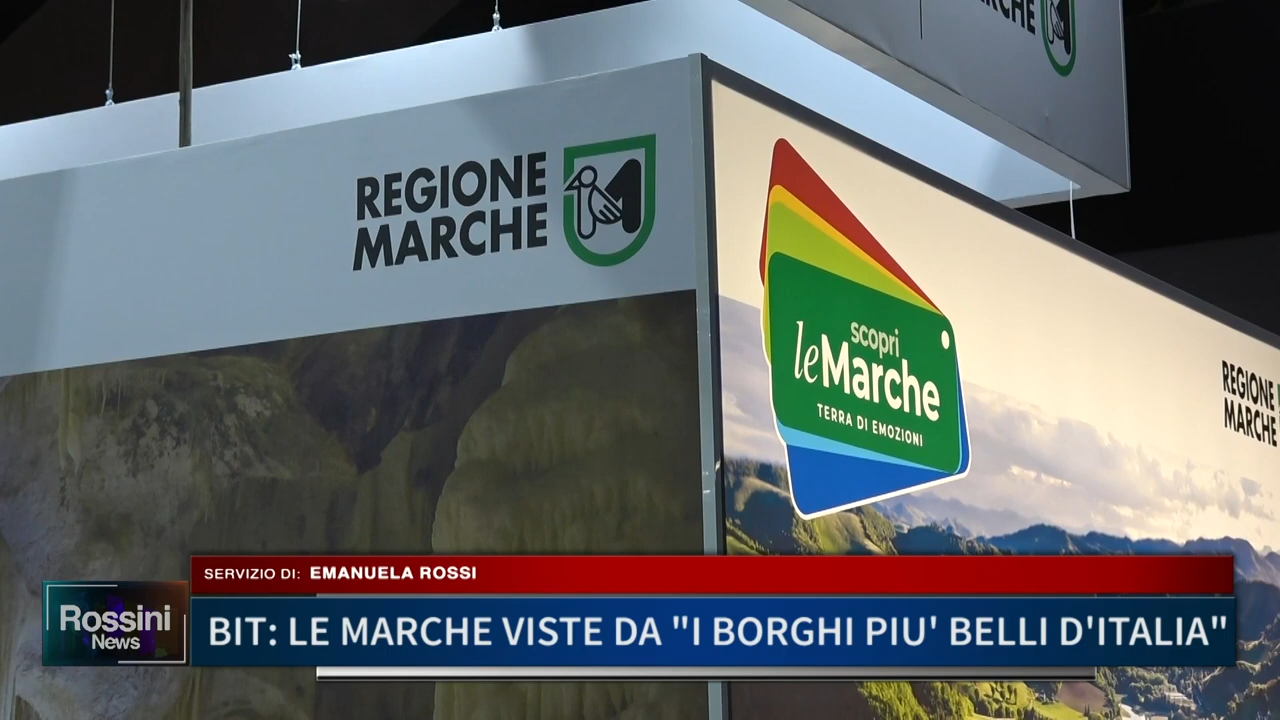 ARCHE
REGIONE
MARCHE
scopri
leMarche
TERRA DI EMOZIONI
REGIONE
MARCHE
SERVIZIO DI: EMANUELA ROSSI
Rossini
News
BIT: LE MARCHE VISTE DA "I BORGHI PIU' BELLI D'ITALIA"